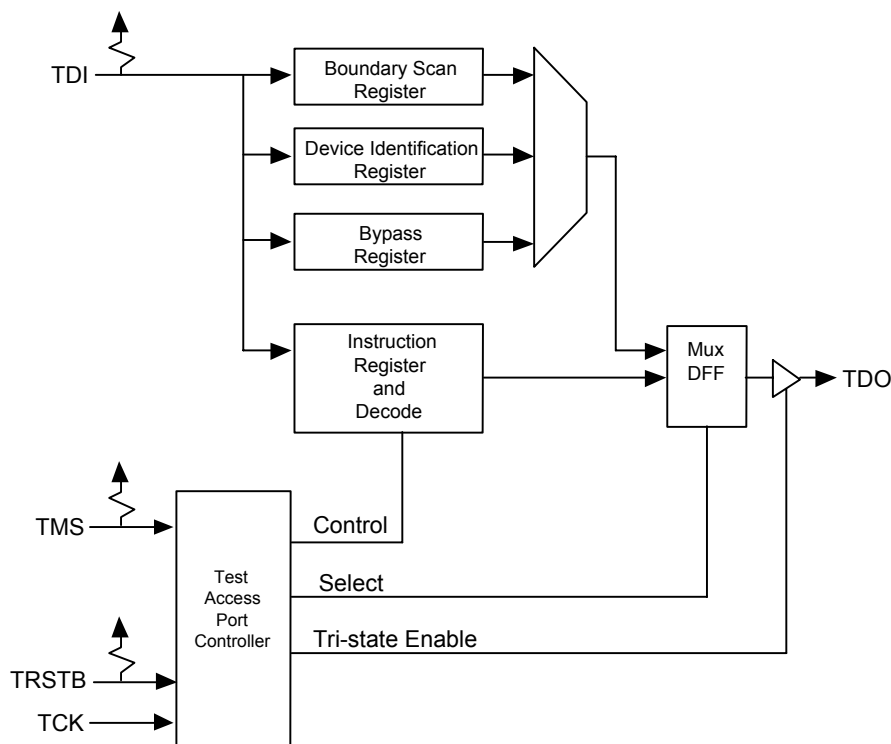 TDI
Boundary Scan
Register
Device Identification
Register
Bypass
Register
Instruction
Register
and
Decode
Mux
DFF
TDO
TMS
Control
Test
Access
Port
Controller
Select
Tri-state Enable
TRSTB
TCK